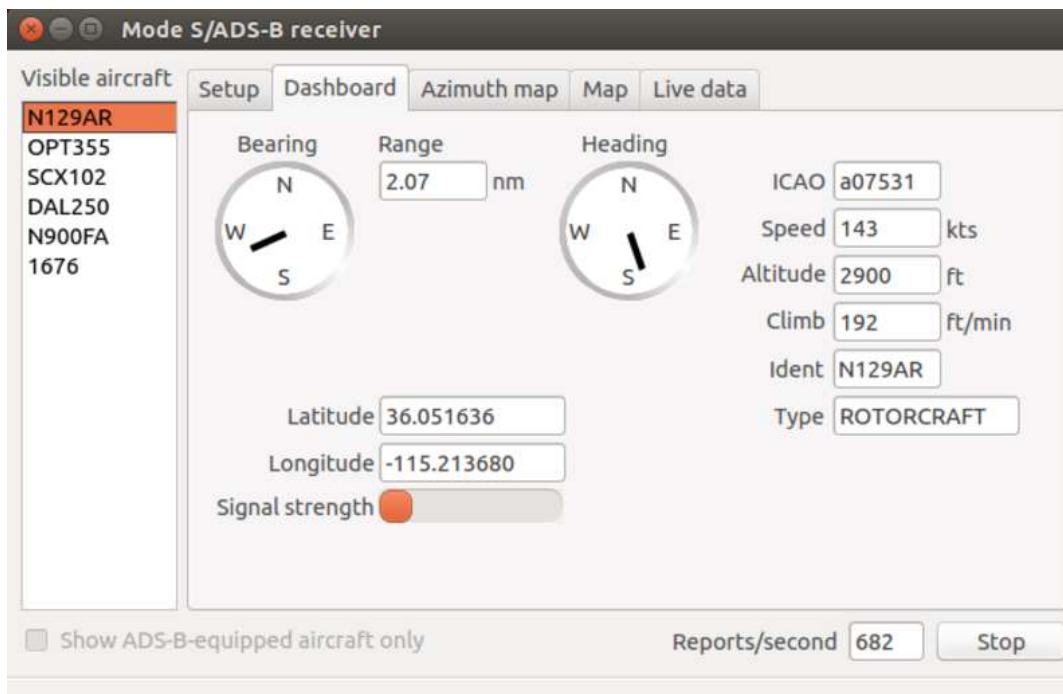 Mode S/ADS-B receiver
Visible aircraft
N129AR
OPT355
SCX102
DAL250
N900FA
1676
Setup Dashboard Azimuth map Map Live data
Bearing
N
W E
S
Range
2.07 nm
Heading
N
W E
S
ICAO a07531
Speed 143 kts
Altitude 2900 ft
Climb 192 ft/min
Ident N129AR
Type ROTORCRAFT
Latitude 36.051636
Longitude -115.213680
Signal strength
Show ADS-B-equipped aircraft only
Reports/second 682 Stop